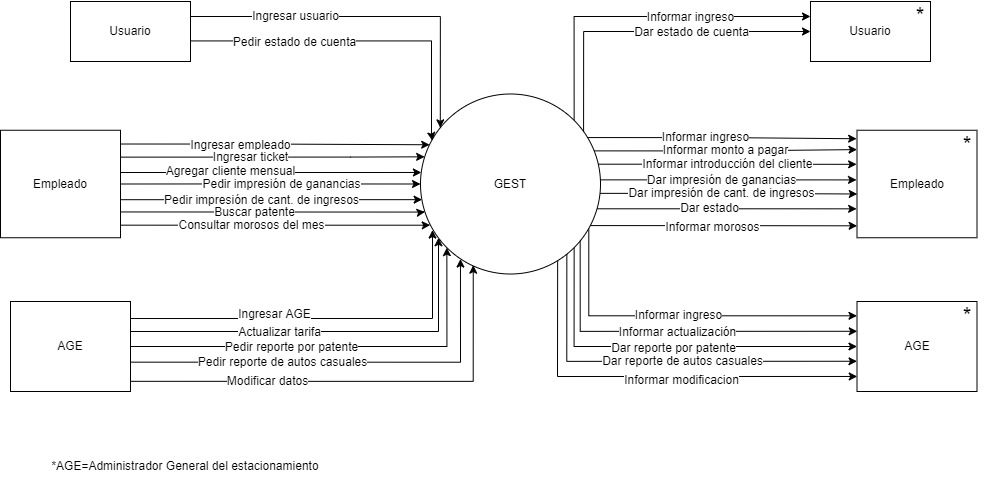 Usuario
Ingresar usuario
Pedir estado de cuenta
Informar ingreso
Dar estado de cuenta
Usuario
*
Empleado
Ingresar empleado
Ingresar ticket
Agregar cliente mensual
Pedir impresión de ganancias
Pedir impresión de cant. de ingresos
Buscar patente
Consultar morosos del mes
GEST
Informar ingreso
Informar monto a pagar
Informar introducción del cliente
Dar impresión de ganancias
Dar impresión de cant. de ingresos
Dar estado
Informar morosos
Empleado
*
AGE
Ingresar AGE
Actualizar tarifa
Pedir reporte por patente
Pedir reporte de autos casuales
Modificar datos
Informar ingreso
Informar actualización
Dar reporte por patente
Dar reporte de autos casuales
Informar modificacion
AGE
*
*AGE=Administrador General del estacionamiento